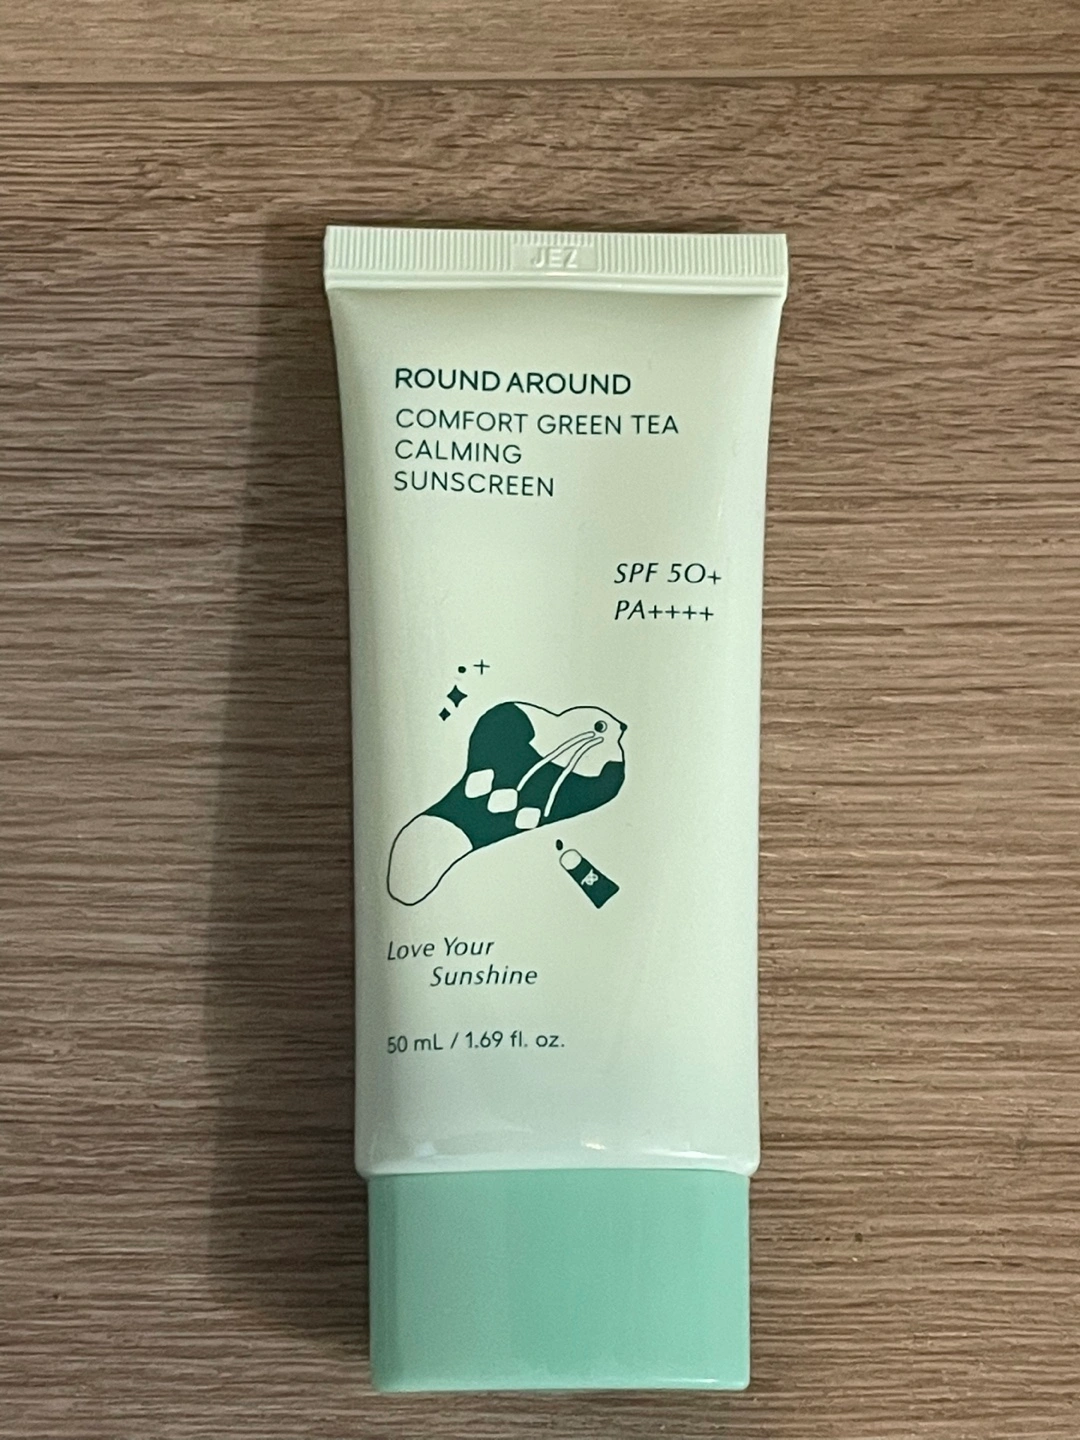 JEZ
ROUND AROUND
COMFORT GREEN TEA
CALMING
SUNSCREEN
SPF 50+
PA++++
Love Your
Sunshine
50 mL / 1.69 fl. oz.